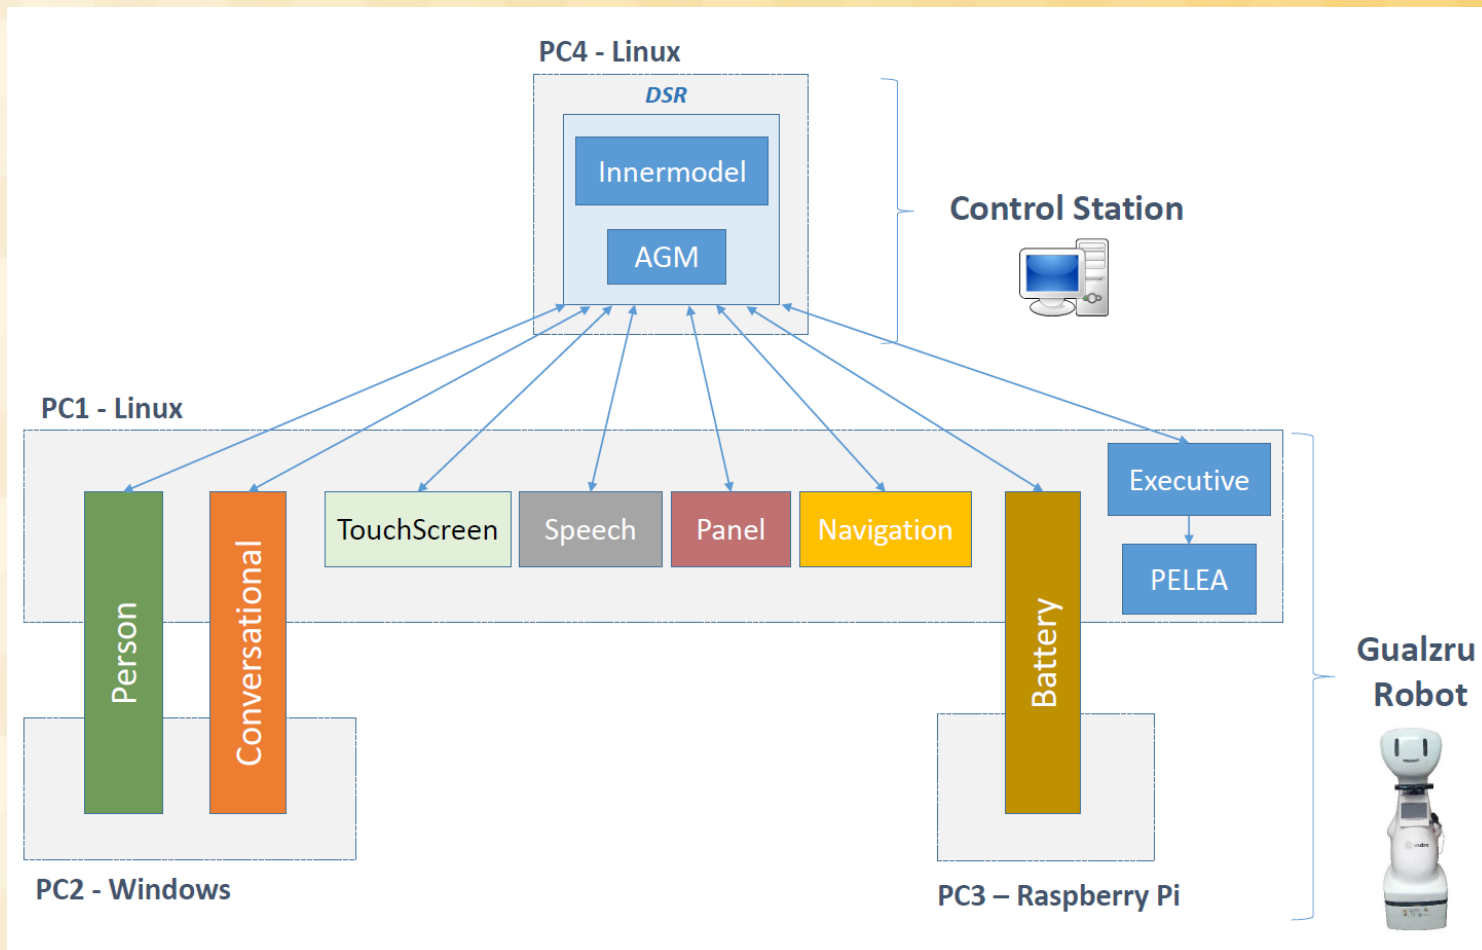 PC4 - Linux
DSR
Innermodel
AGM
Control Station
PC1 - Linux
Person
Conversational
TouchScreen
Speech
Panel
Navigation
Battery
Executive
PELEA
Gualzru
Robot
PC2 - Windows
PC3 – Raspberry Pi